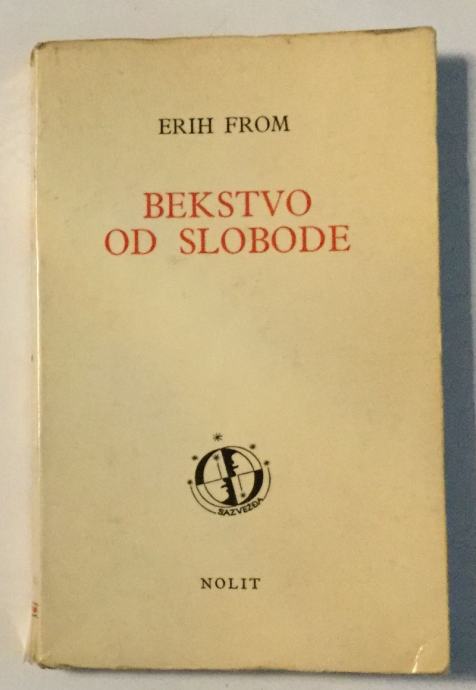 ERIH FROM
BEKSTVO
OD SLOBODE
SAZVEŽĐA
NOLIT